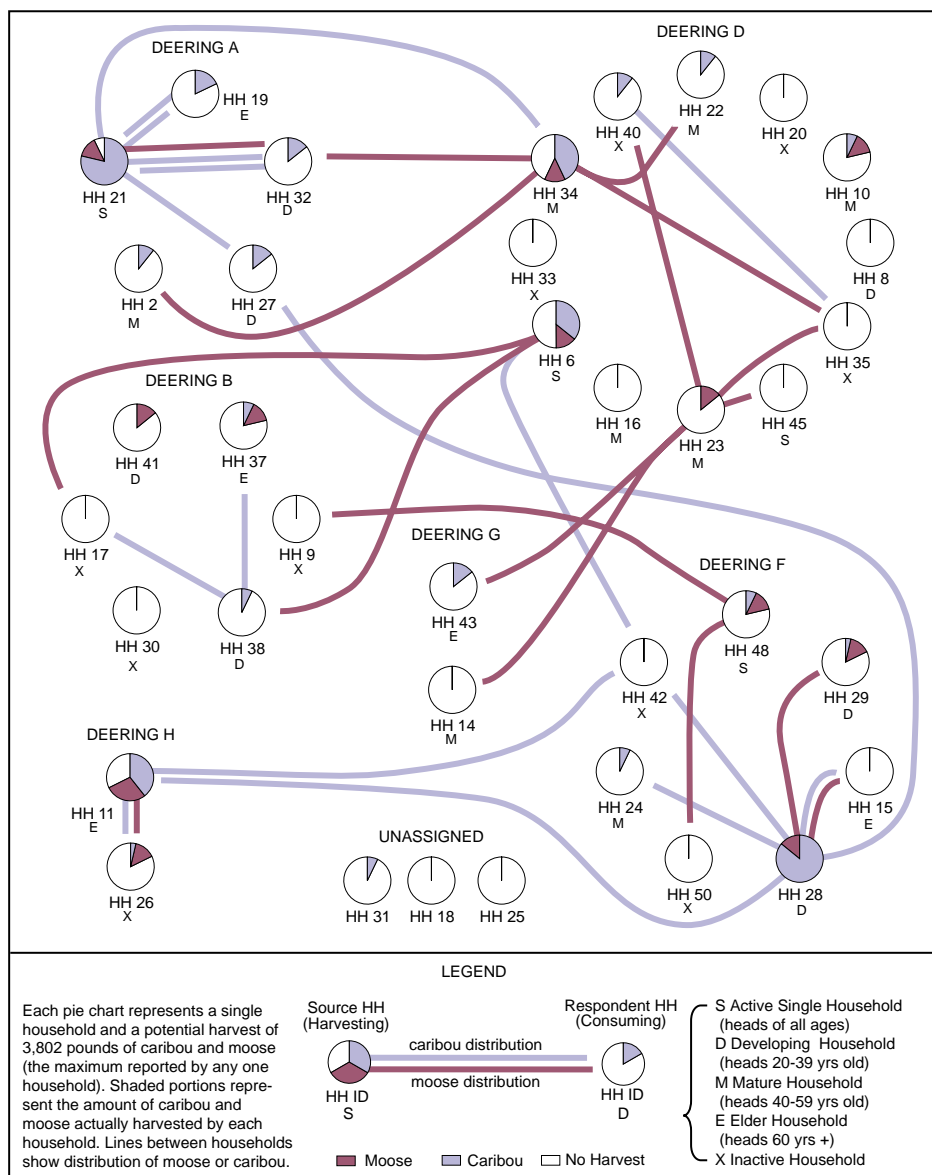 DEERING A
DEERING D
HH 19
E
HH 21
S
HH 32
D
HH 34
M
HH 40
X
HH 22
M
HH 20
X
HH 10
M
HH 2
M
HH 27
D
HH 33
X
HH 8
D
HH 6
S
HH 35
X
DEERING B
HH 41
D
HH 37
E
HH 16
M
HH 23
M
HH 45
S
HH 17
X
HH 9
X
DEERING G
HH 43
E
DEERING F
HH 48
S
HH 30
X
HH 38
D
HH 14
M
HH 42
X
HH 29
D
DEERING H
HH 11
E
HH 24
M
HH 15
E
HH 26
X
UNASSIGNED
HH 31
HH 18
HH 25
HH 50
X
HH 28
D
LEGEND
Each pie chart represents a single
household and a potential harvest of
3,802 pounds of caribou and moose
(the maximum reported by any one
household). Shaded portions repre-
sent the amount of caribou and
moose actually harvested by each
household. Lines between households
show distribution of moose or caribou.
Source HH
(Harvesting)
Respondent HH
(Consuming)
caribou distribution
moose distribution
HH ID
S
HH ID
D
Moose
Caribou
No Harvest
S Active Single Household
(heads of all ages)
D Developing Household
(heads 20-39 yrs old)
M Mature Household
(heads 40-59 yrs old)
E Elder Household
(heads 60 yrs +)
X Inactive Household